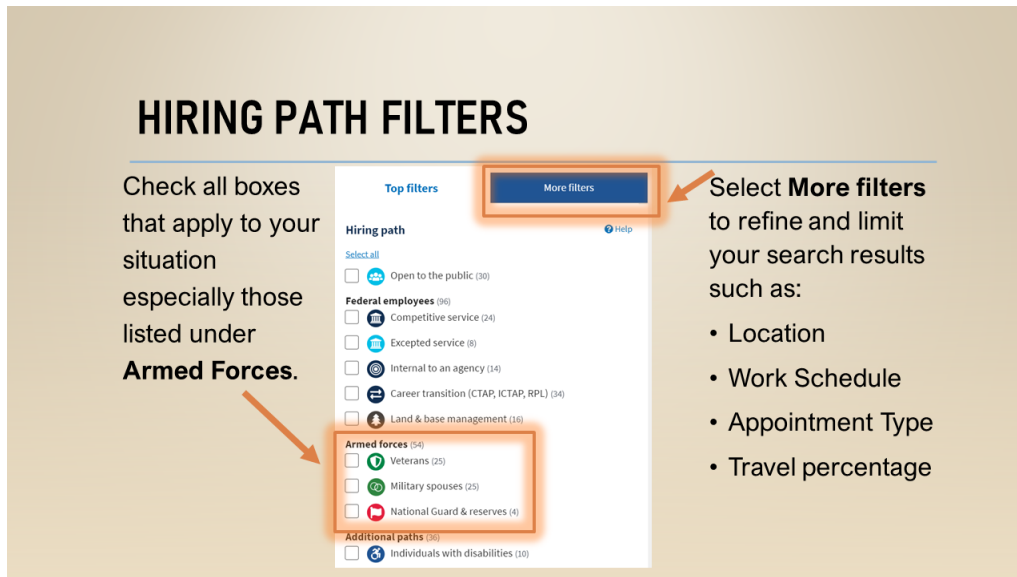 HIRING PATH FILTERS
Check all boxes
that apply to your
situation
especially those
listed under
Armed Forces.
Top filters
More filters
Hiring path
Help
Select all
Open to the public (30)
Federal employees (96)
Competitive service (24)
Excepted service (8)
Internal to an agency (14)
Career transition (CTAP, ICTAP, RPL) (34)
Land & base management (16)
Armed forces (54)
Veterans (25)
Military spouses (25)
National Guard & reserves (4)
Additional paths (36)
Individuals with disabilities (10)
Select More filters
to refine and limit
your search results
such as:
• Location
• Work Schedule
• Appointment Type
• Travel percentage